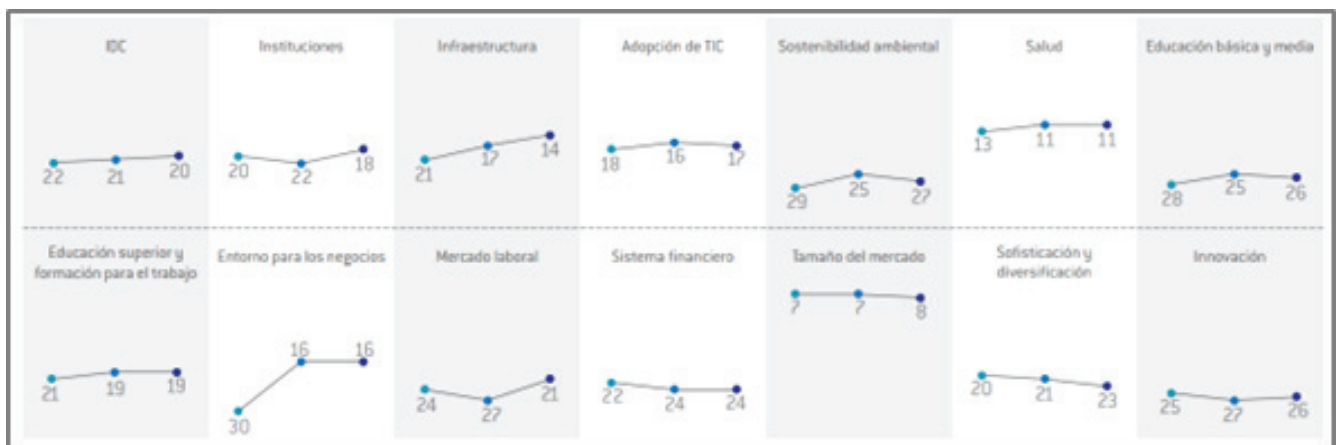 IDC
Instituciones
Infraestructura
Adopción de TIC
Sostenibilidad ambiental
Salud
Educación básica y media
22 21 20
20 22 18
21 17 14
18 16 17
29 25 27
13 11 11
28 25 26
Educación superior y
formación para el trabajo
Entorno para los negocios
Mercado laboral
Sistema financiero
Tamaño del mercado
Sofisticación y
diversificación
Innovación
21 19 19
30 16 16
24 27 21
22 24 24
7 7 8
20 21 23
25 27 26